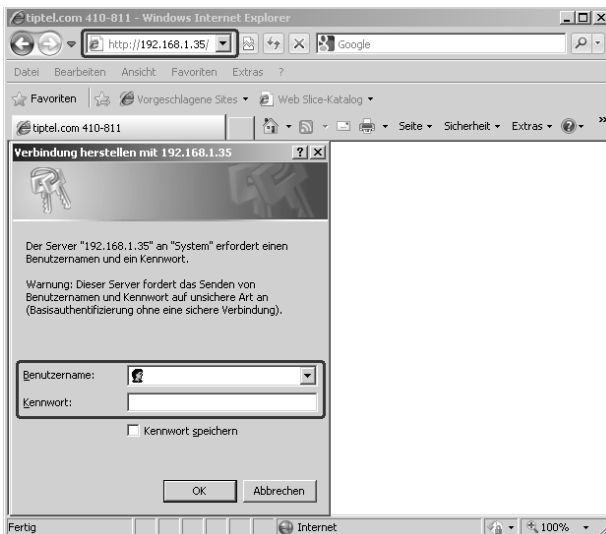 tiptel.com 410-811 - Windows Internet Explorer
http://192.168.1.35/
Google
Datei Bearbeiten Ansicht Favoriten Extras ?
Favoriten Vorgeschlagene Sites Web Slice-Katalog
tiptel.com 410-811 Seite Sicherheit Extras »
Verbindung herstellen mit 192.168.1.35
Der Server "192.168.1.35" an "System" erfordert einen
Benutzernamen und ein Kennwort.
Warnung: Dieser Server fordert das Senden von
Benutzernamen und Kennwort auf unsichere Art an
(Basisauthentifizierung ohne eine sichere Verbindung).
Benutzername:
Kennwort:
Kennwort speichern
OK Abbrechen
Fertig Internet 100%